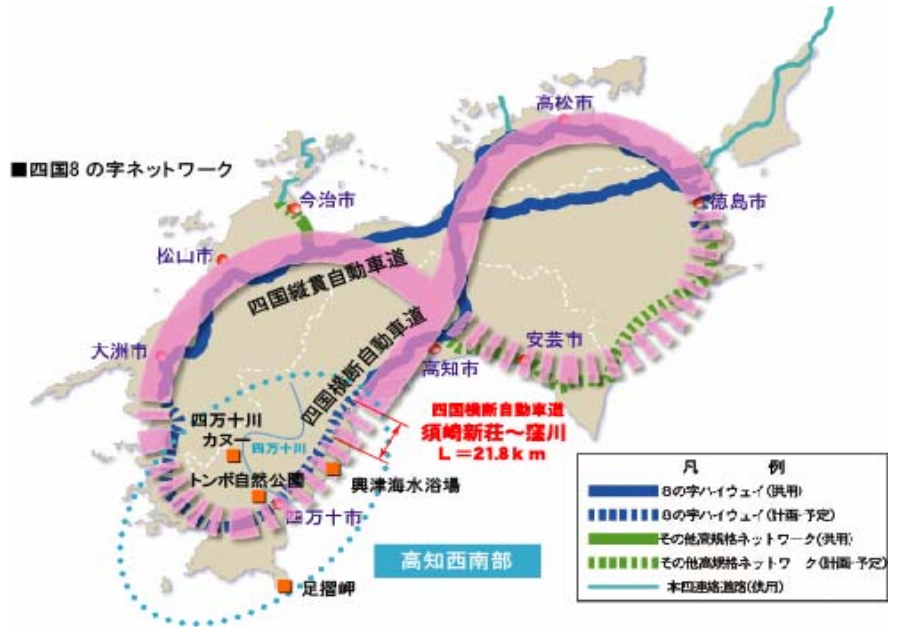 高松市
■四国8の字ネットワーク
今治市
徳島市
松山市
四国縦貫自動車道
大洲市
高知市
安芸市
四国横断自動車道
四万十川
カヌー
四万十川
四国横断自動車道
須崎新荘～窪川
L=21.8km
トンボ自然公園
興津海水浴場
四万十市
高知西南部
足摺岬
凡 例
8の字ハイウェイ(共用)
8の字ハイウェイ(計画・予定)
その他高規格ネットワーク(共用)
その他高規格ネットワーク(計画・予定)
本四連絡道路(供用)